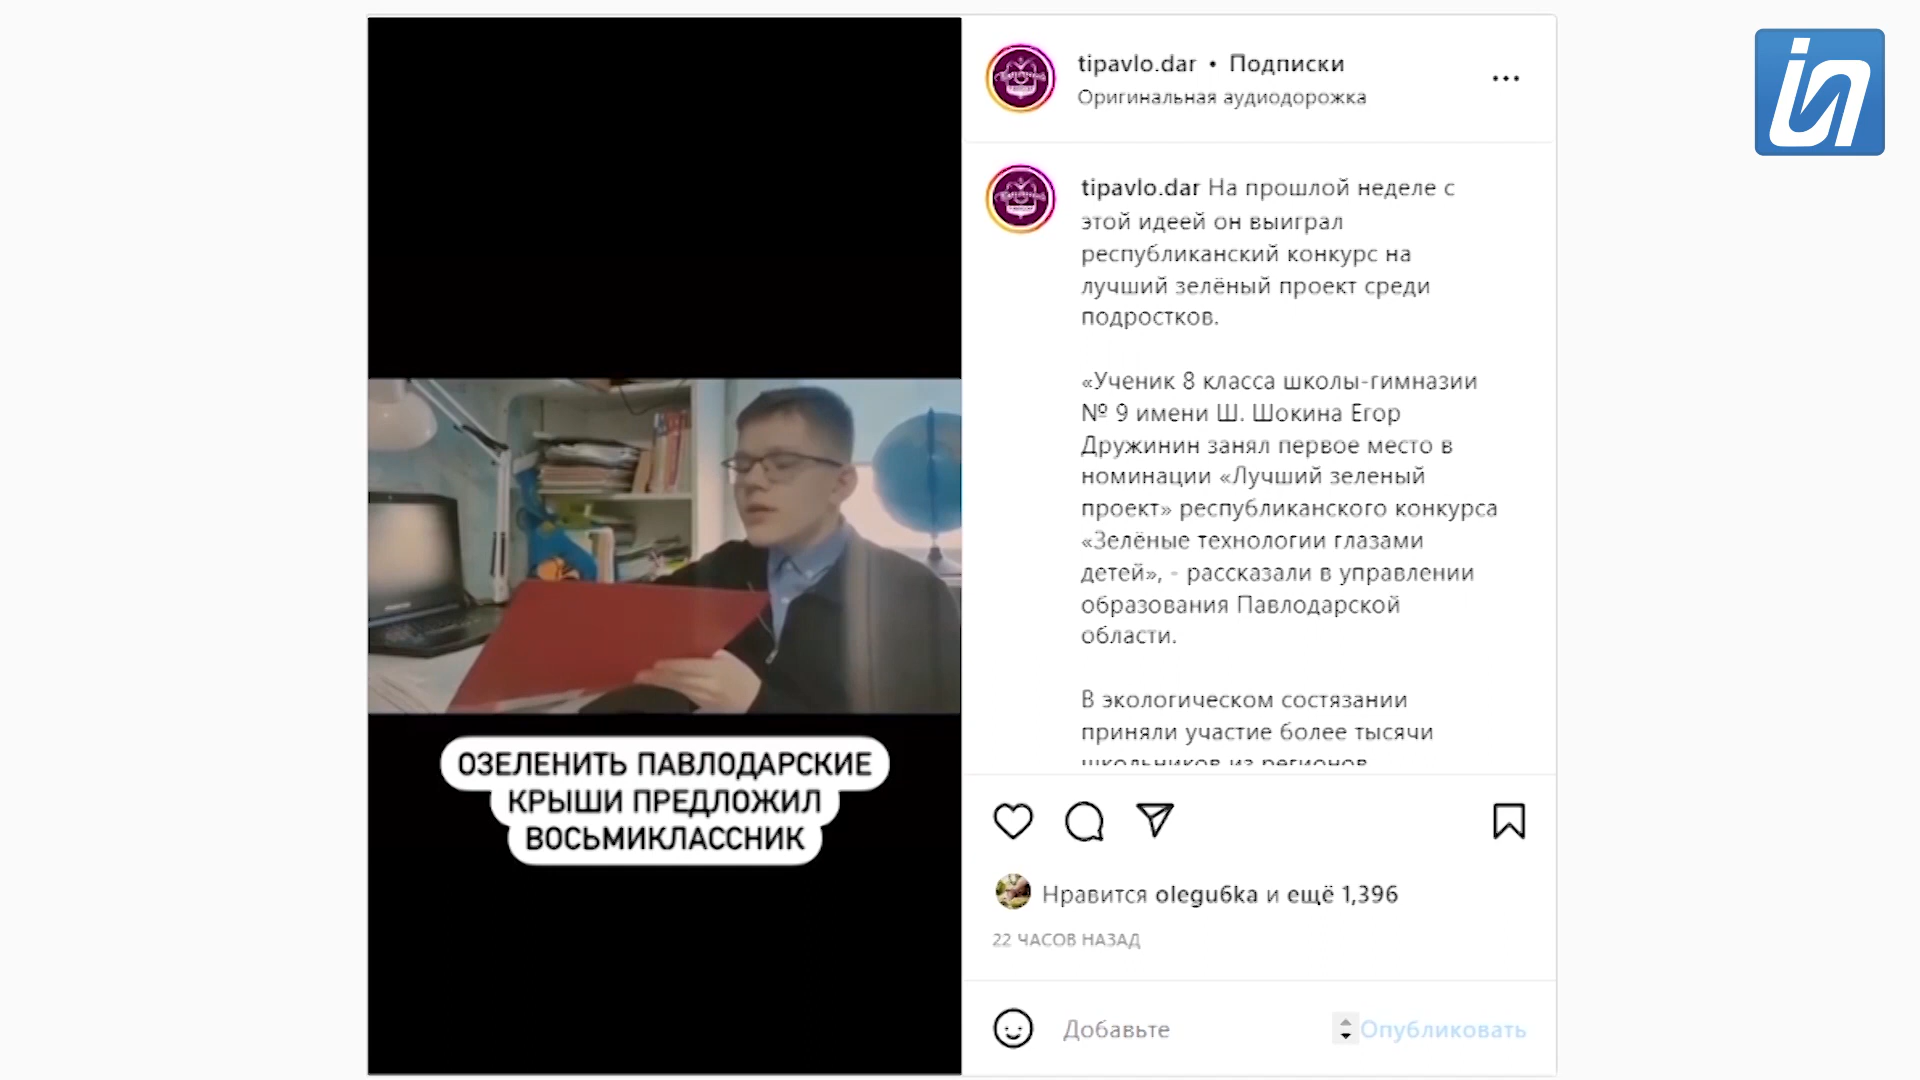 tipavlo.dar • Подписки
Оригинальная аудиодорожка
tipavlo.dar На прошлой неделе с
этой идеей он выиграл
республиканский конкурс на
лучший зелёный проект среди
подростков.
«Ученик 8 класса школы-гимназии
№ 9 имени Ш. Шокина Егор
Дружинин занял первое место в
номинации «Лучший зеленый
проект» республиканского конкурса
«Зелёные технологии глазами
детей», - рассказали в управлении
образования Павлодарской
области.
В экологическом состязании
приняли участие более тысячи
школьников из регионов
Нравится olegu6ka и ещё 1,396
22 ЧАСОВ НАЗАД
Добавьте
Опубликовать
ОЗЕЛЕНИТЬ ПАВЛОДАРСКИЕ
КРЫШИ ПРЕДЛОЖИЛ
ВОСЬМИКЛАССНИК
in